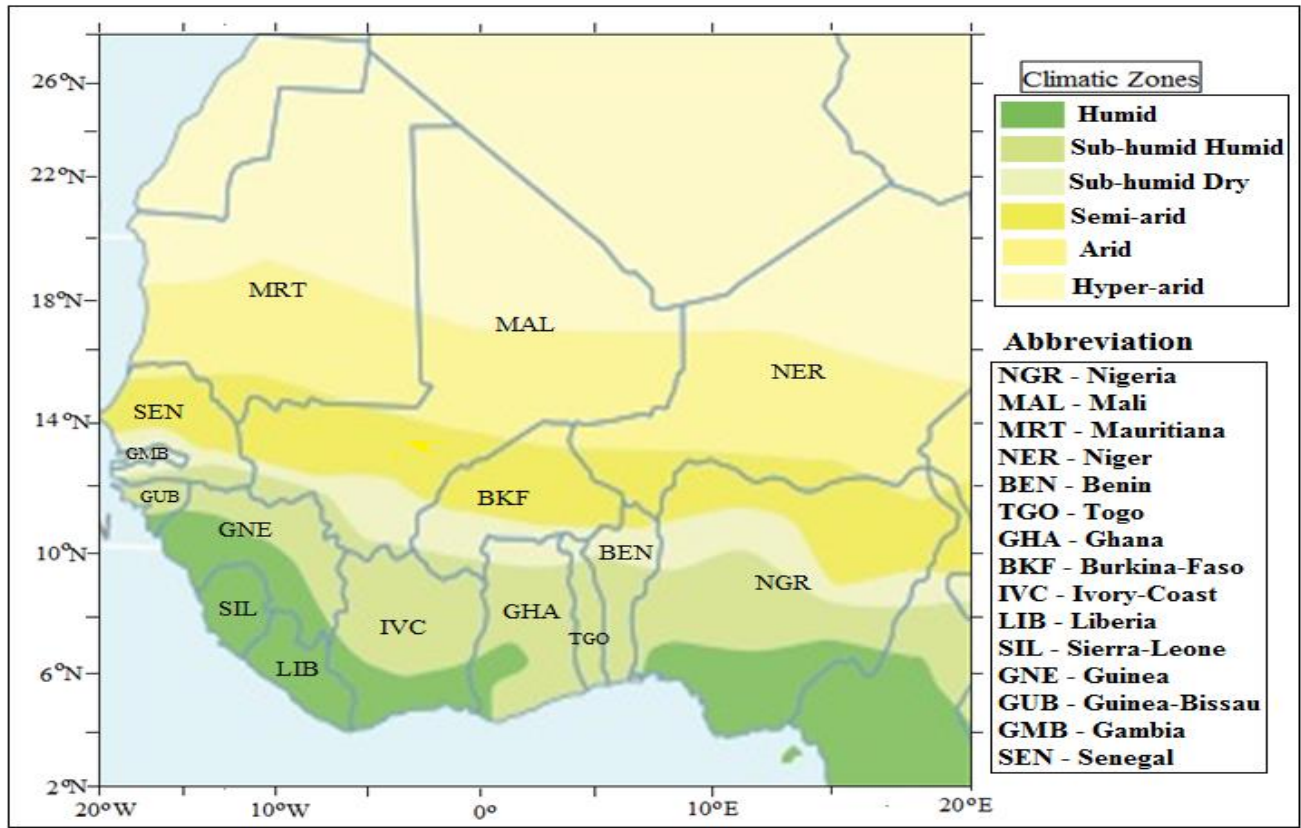 26°N
22°N
18°N
14°N
10°N
6°N
2°N
20°W
10°W
0°
10°E
20°E
MRT
MAL
NER
SEN
GMB
GUB
BKF
GNE
BEN
NGR
SIL
IVC
GHA
TGO
LIB
Climatic Zones
Humid
Sub-humid Humid
Sub-humid Dry
Semi-arid
Arid
Hyper-arid
Abbreviation
NGR - Nigeria
MAL - Mali
MRT - Mauritiana
NER - Niger
BEN - Benin
TGO - Togo
GHA - Ghana
BKF - Burkina-Faso
IVC - Ivory-Coast
LIB - Liberia
SIL - Sierra-Leone
GNE - Guinea
GUB - Guinea-Bissau
GMB - Gambia
SEN - Senegal